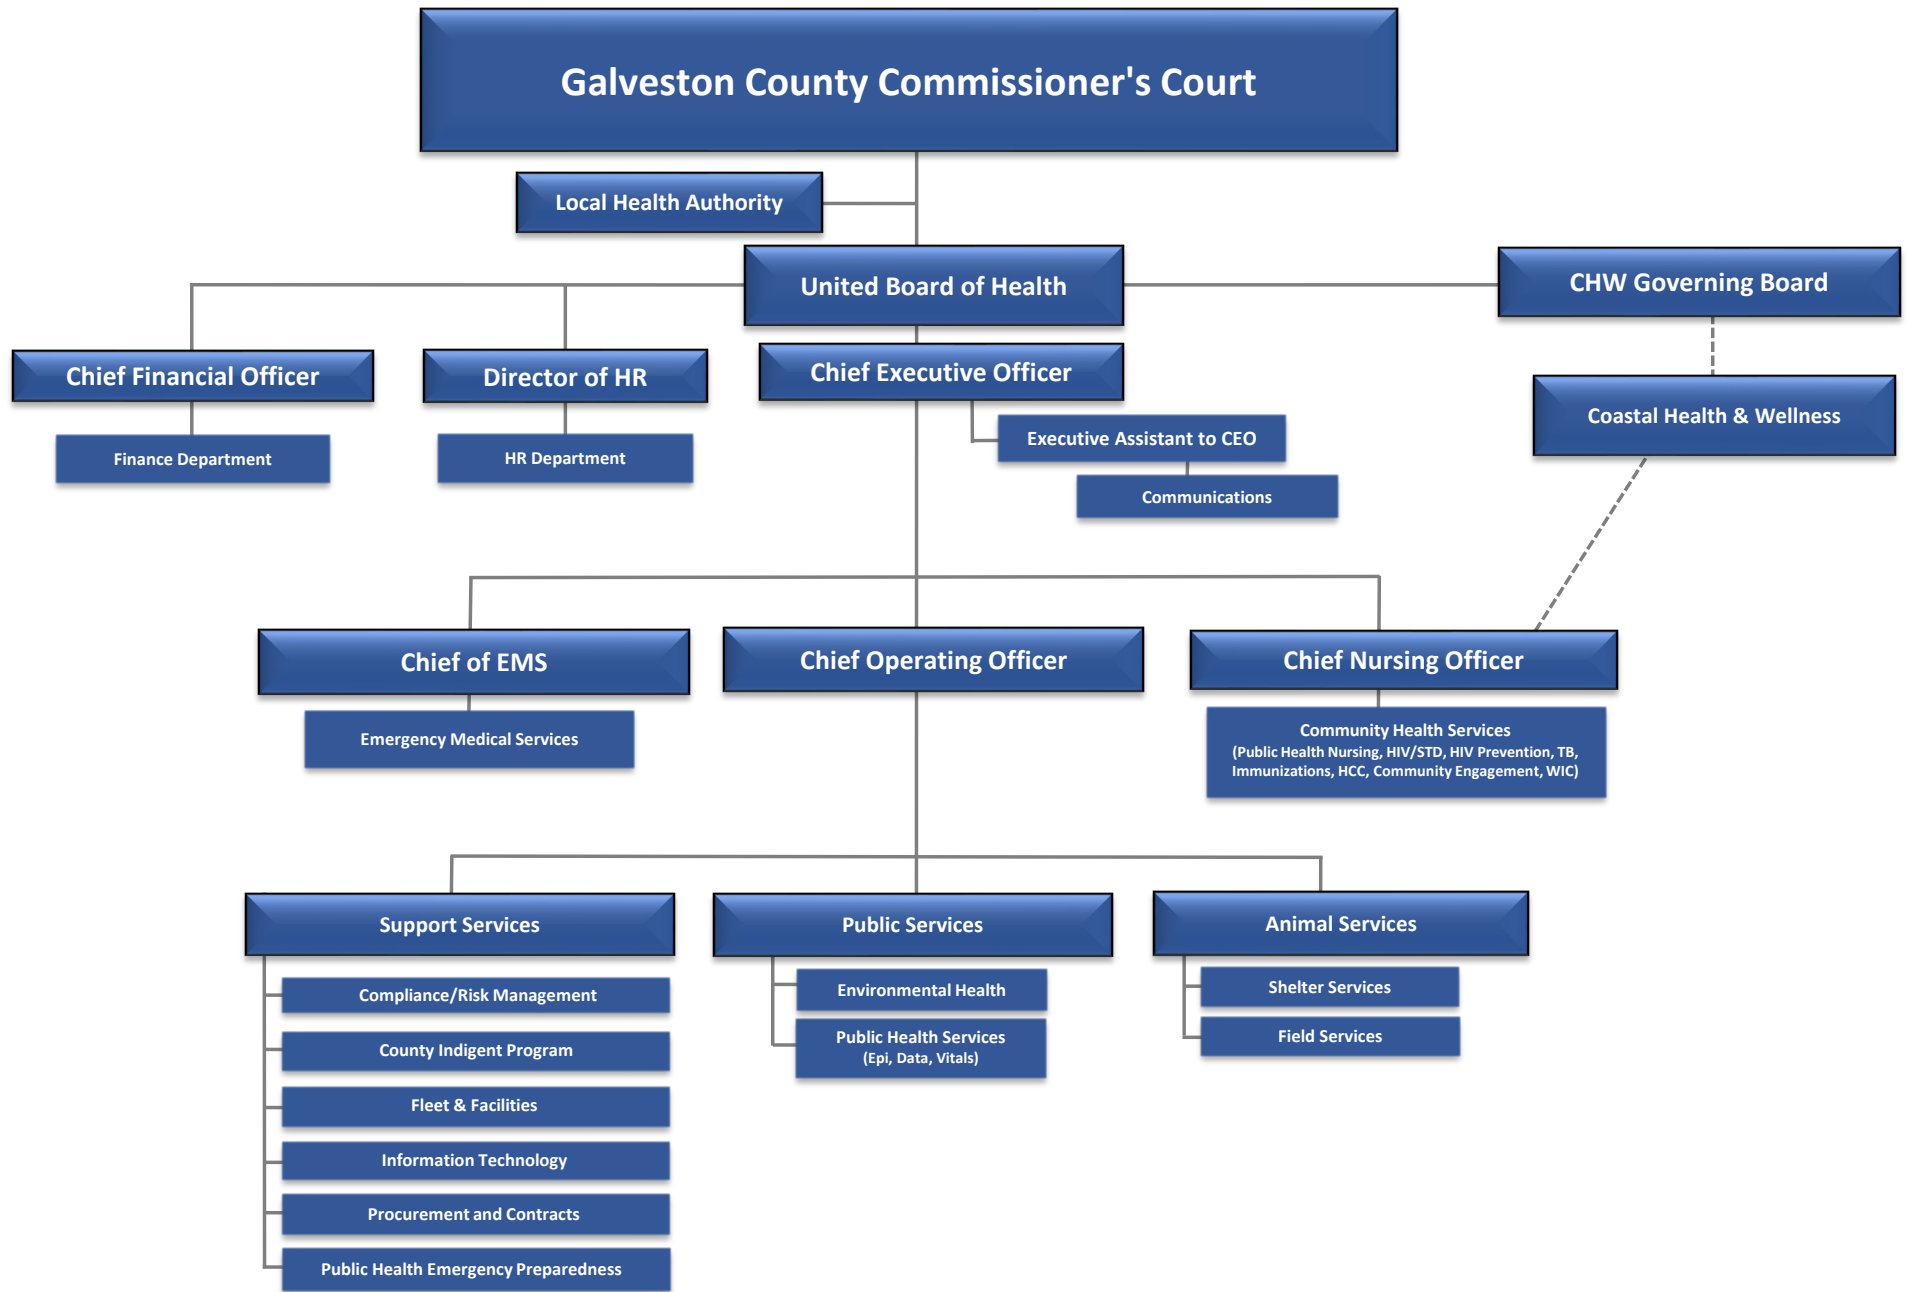 Galveston County Commissioner's Court
Local Health Authority
United Board of Health
CHW Governing Board
Chief Financial Officer
Director of HR
Chief Executive Officer
Coastal Health & Wellness
Finance Department
HR Department
Executive Assistant to CEO
Communications
Chief of EMS
Chief Operating Officer
Chief Nursing Officer
Emergency Medical Services
Community Health Services
(Public Health Nursing, HIV/STD, HIV Prevention, TB,
Immunizations, HCC, Community Engagement, WIC)
Support Services
Public Services
Animal Services
Compliance/Risk Management
County Indigent Program
Fleet & Facilities
Information Technology
Procurement and Contracts
Public Health Emergency Preparedness
Environmental Health
Public Health Services
(Epi, Data, Vitals)
Shelter Services
Field Services